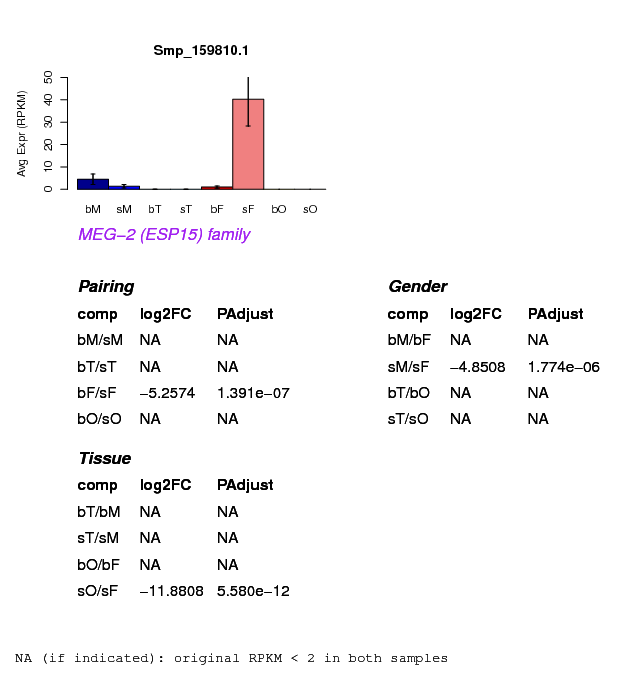 Smp_159810.1
Avg Expr (RPKM)
50
40
30
20
10
0
bM sM bT sT bF sF bO sO
MEG−2 (ESP15) family
Pairing
comp log2FC PAdjust
bM/sM NA NA
bT/sT NA NA
bF/sF −5.2574 1.391e−07
bO/sO NA NA
Gender
comp log2FC PAdjust
bM/bF NA NA
sM/sF −4.8508 1.774e−06
bT/bO NA NA
sT/sO NA NA
Tissue
comp log2FC PAdjust
bT/bM NA NA
sT/sM NA NA
bO/bF NA NA
sO/sF −11.8808 5.580e−12
NA (if indicated): original RPKM < 2 in both samples